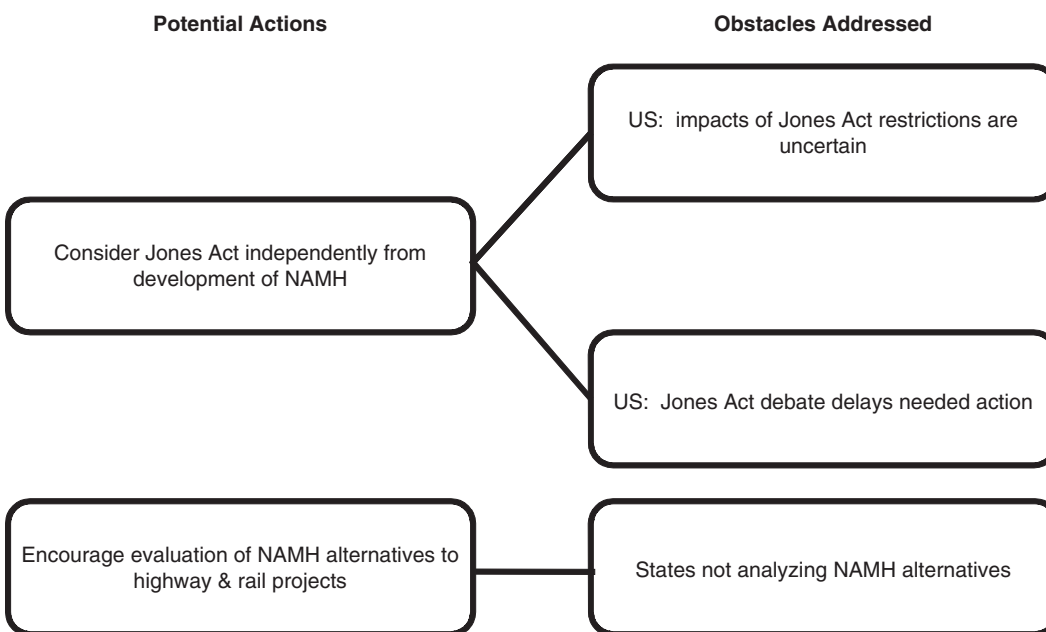 Potential Actions
Obstacles Addressed
US:  impacts of Jones Act restrictions are
uncertain
Consider Jones Act independently from
development of NAMH
US:  Jones Act debate delays needed action
Encourage evaluation of NAMH alternatives to
highway & rail projects
States not analyzing NAMH alternatives